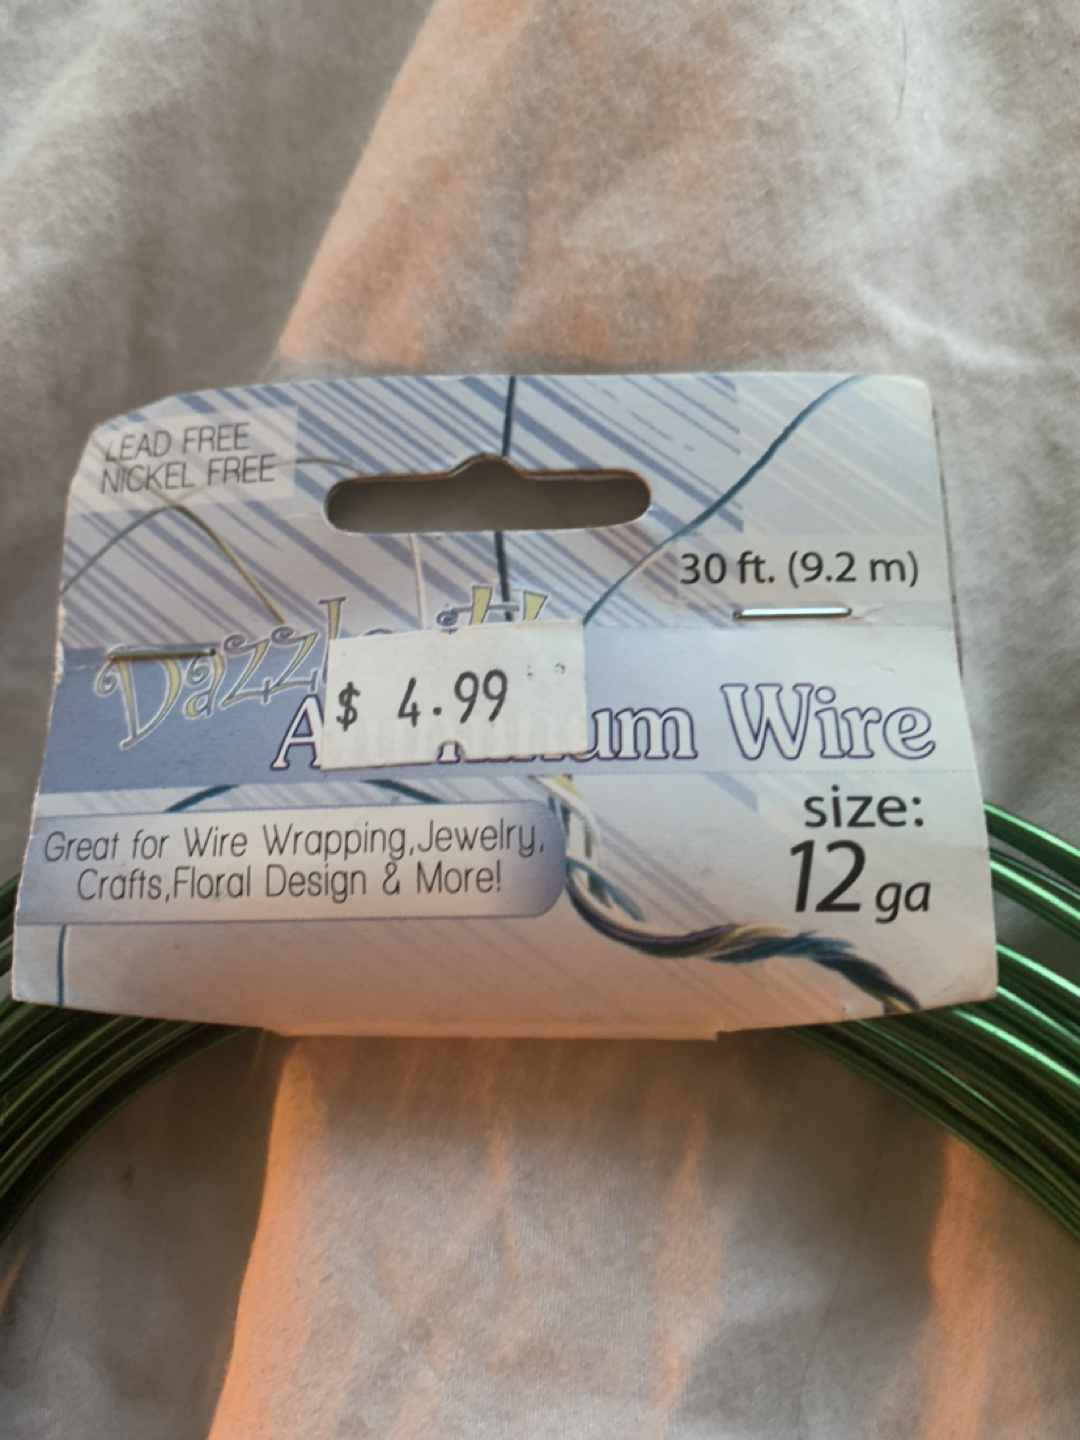 LEAD FREE
NICKEL FREE
30 ft. (9.2 m)
$ 4.99
Wire
size:
12 ga
Great for Wire Wrapping, Jewelry,
Crafts, Floral Design & More!